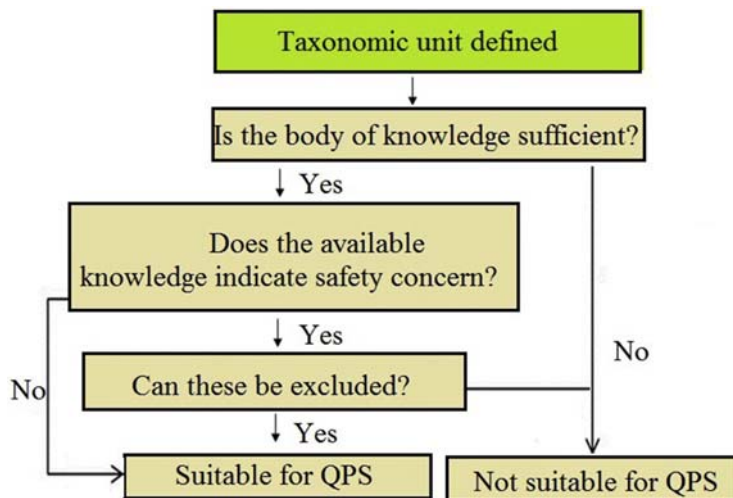 Taxonomic unit defined
Is the body of knowledge sufficient?
Yes
Does the available
knowledge indicate safety concern?
Yes
No
No
Can these be excluded?
Yes
Suitable for QPS
Not suitable for QPS